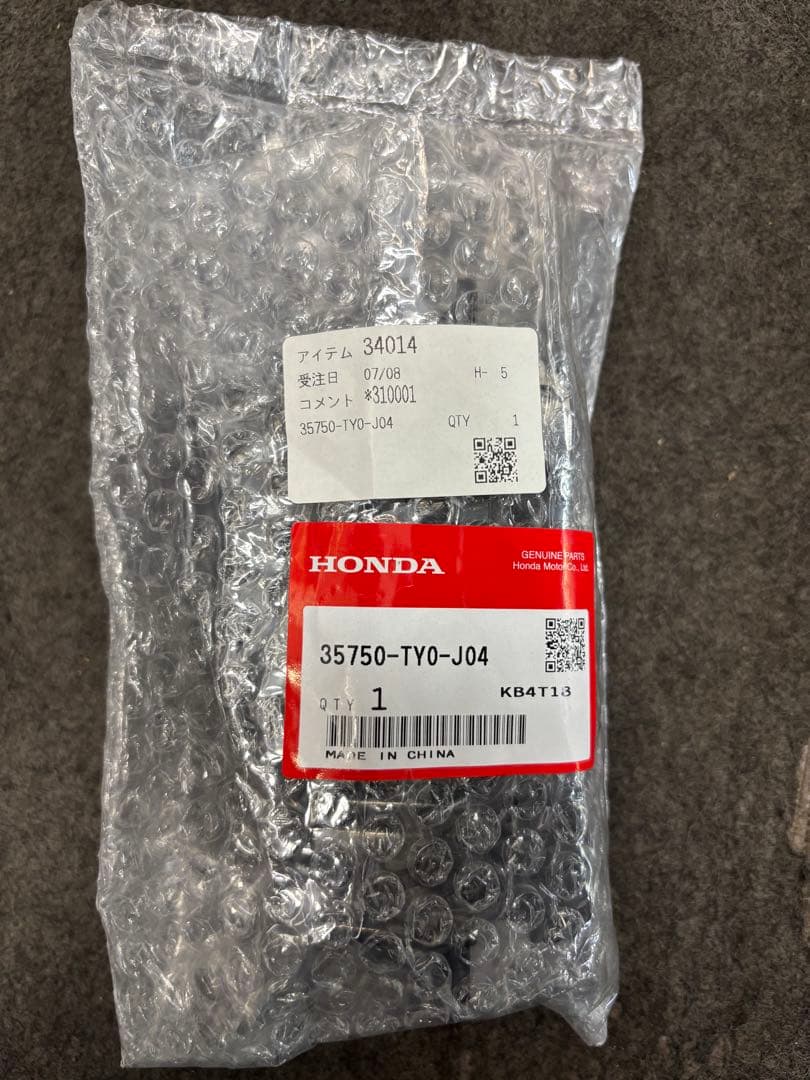 アイテム 34014
受注日 07/08 H- 5
コメント *310001
35750-TY0-J04 QTY 1
HONDA
GENUINE PARTS
Honda Motor Co., Ltd.
35750-TY0-J04
QTY 1 KB4T18
MADE IN CHINA